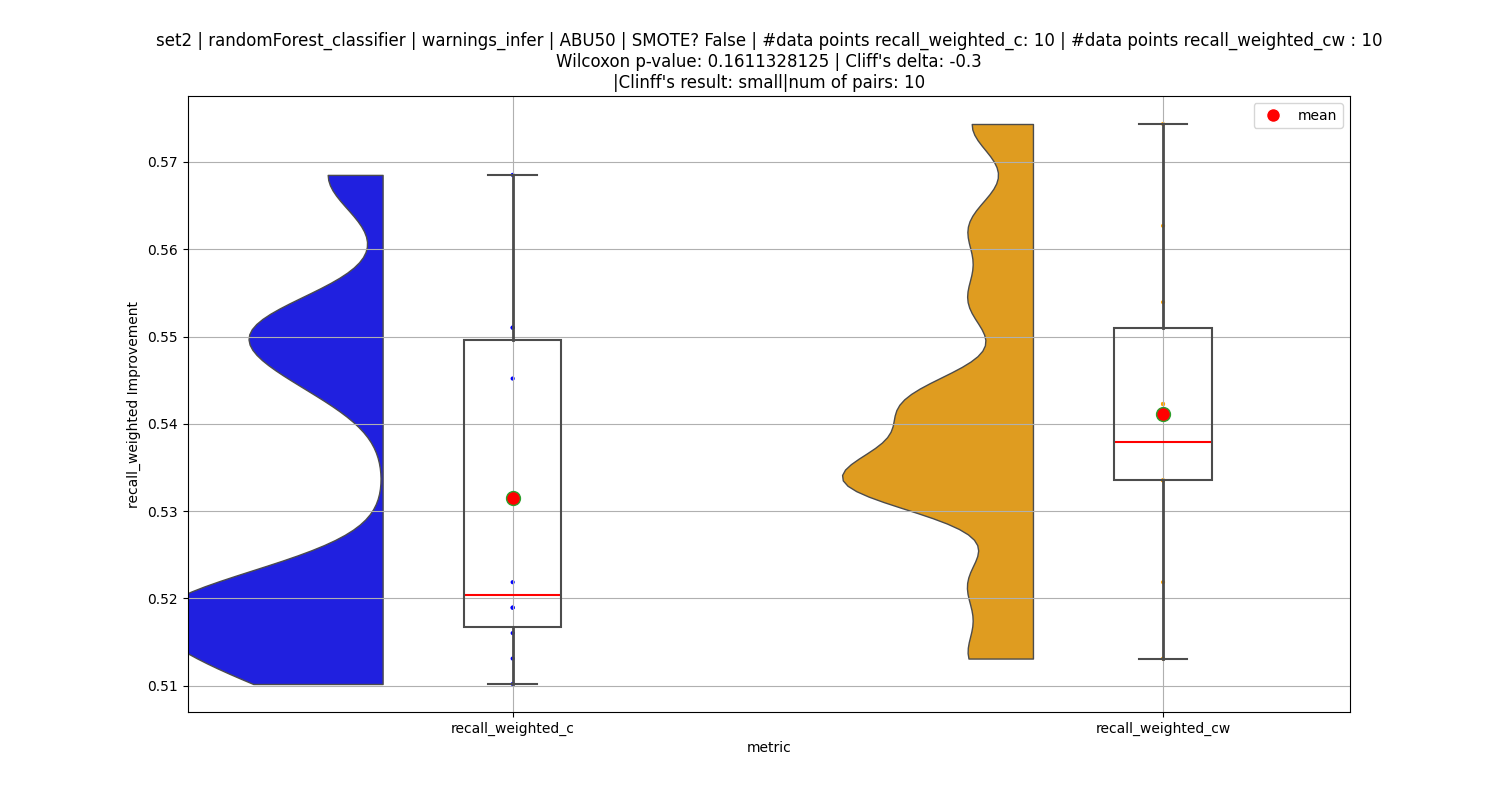 set2 | randomForest_classifier | warnings_infer | ABU50 | SMOTE? False | #data points recall_weighted_c: 10 | #data points recall_weighted_cw : 10
Wilcoxon p-value: 0.1611328125 | Cliff's delta: -0.3
|Clinff's result: small|num of pairs: 10
mean
0.57
0.56
0.55
0.54
0.53
0.52
0.51
recall_weighted Improvement
recall_weighted_c
recall_weighted_cw
metric